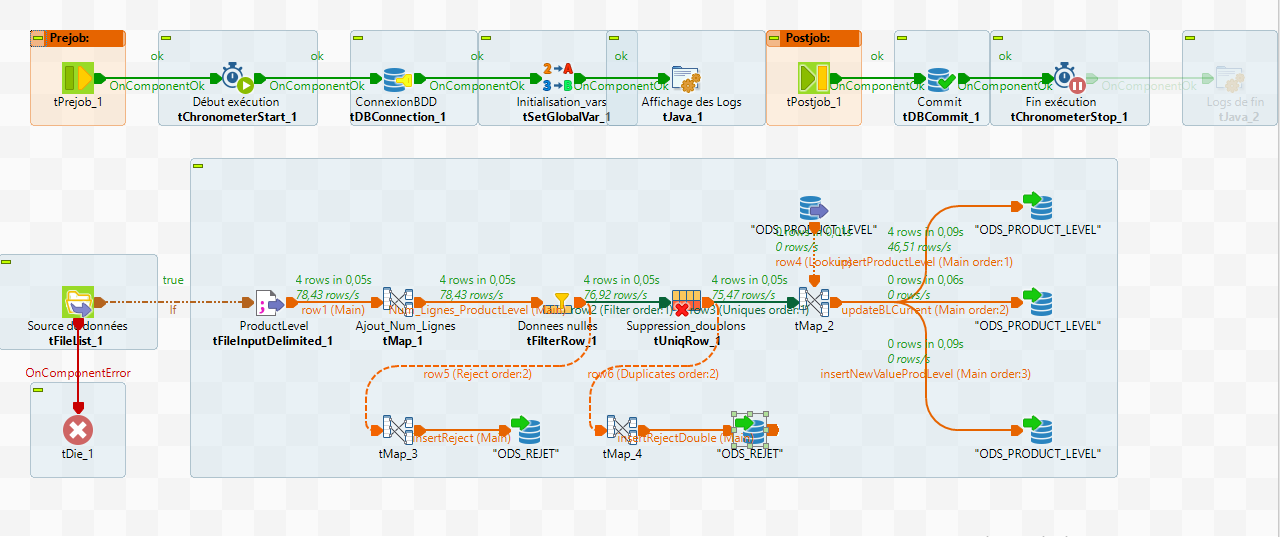 Prejob:
ok
ok
ok
ok
Postjob:
ok
ok
OnComponentOk
OnComponentOk
OnComponentOk
OnComponentOk
OnComponentOk
OnComponentOk
OnComponentOk
tPrejob_1
Début exécution
tChronometerStart_1
ConnexionBDD
tDBConnection_1
Initialisation_vars
tSetGlobalVar_1
Affichage des Logs
tJava_1
tPostjob_1
Commit
tDBCommit_1
Fin exécution
tChronometerStop_1
Logs de fin
tJava_2
"ODS_PRODUCT_LEVEL"
0 rows in 0,01s
0 rows/s
row4 (Lookup)
4 rows in 0,09s
46,51 rows/s
insertProductLevel (Main order:1)
"ODS_PRODUCT_LEVEL"
true
If
4 rows in 0,05s
78,43 rows/s
row1 (Main)
4 rows in 0,05s
78,43 rows/s
Num_Lignes_ProductLevel (Main)
4 rows in 0,05s
76,92 rows/s
row2 (Filter order:1)
4 rows in 0,05s
75,47 rows/s
row3 (Uniques order:1)
0 rows in 0,06s
0 rows/s
updateBLCurrent (Main order:2)
Source de données
tFileList_1
ProductLevel
tFileInputDelimited_1
Ajout_Num_Lignes
tMap_1
Donnees nulles
tFilterRow_1
Suppression_doublons
tUniqRow_1
tMap_2
"ODS_PRODUCT_LEVEL"
0 rows in 0,09s
0 rows/s
insertNewValueProdLevel (Main order:3)
OnComponentError
row5 (Reject order:2)
row6 (Duplicates order:2)
tDie_1
insertReject (Main)
tMap_3
"ODS_REJET"
insertRejectDouble (Main)
tMap_4
"ODS_REJET"
"ODS_PRODUCT_LEVEL"